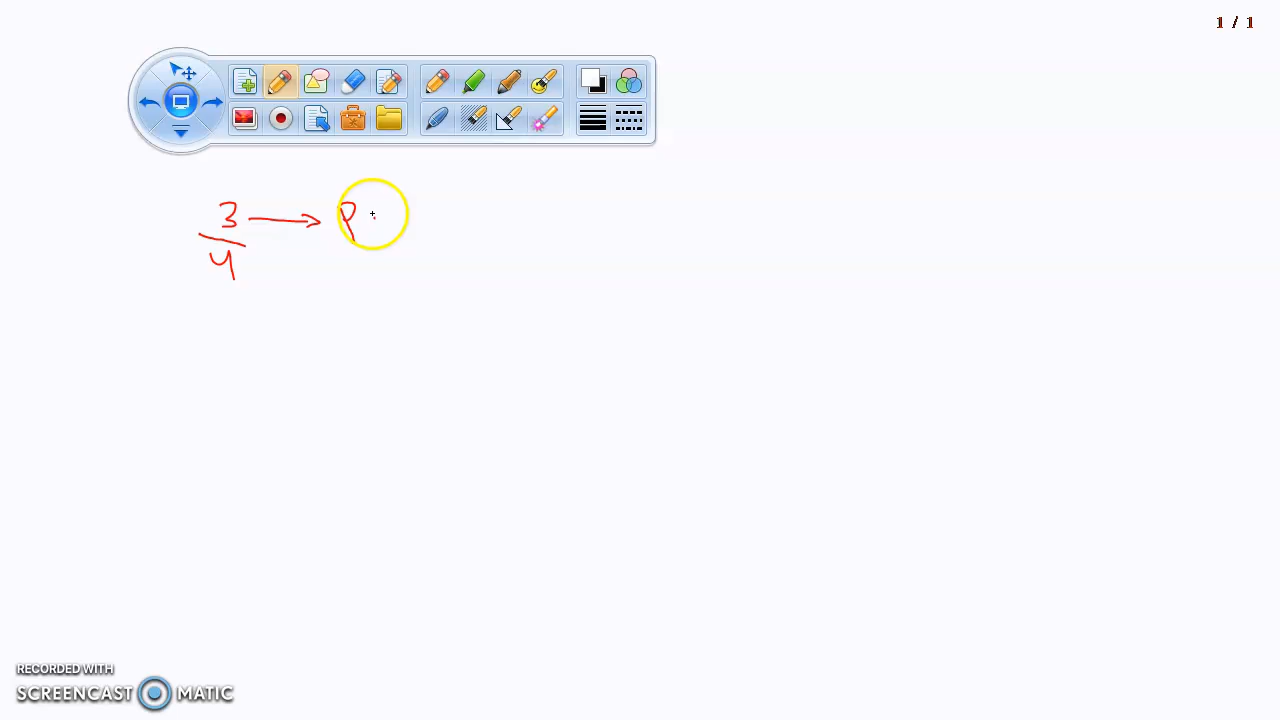 1 / 1
3 → P
4
RECORDED WITH
SCREENCAST MATIC